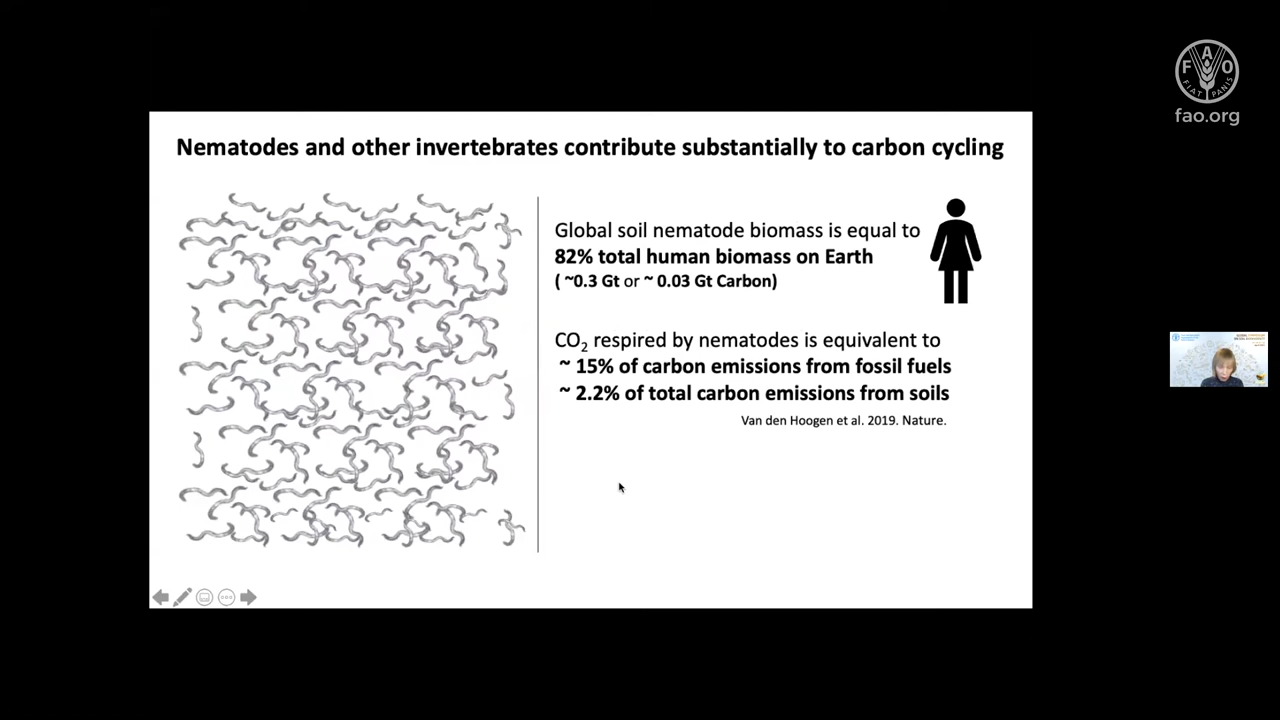 F A O
FIAT PANIS
fao.org
Nematodes and other invertebrates contribute substantially to carbon cycling
Global soil nematode biomass is equal to
82% total human biomass on Earth
( ~0.3 Gt or ~ 0.03 Gt Carbon)
CO₂ respired by nematodes is equivalent to
~ 15% of carbon emissions from fossil fuels
~ 2.2% of total carbon emissions from soils
Van den Hoogen et al. 2019. Nature.